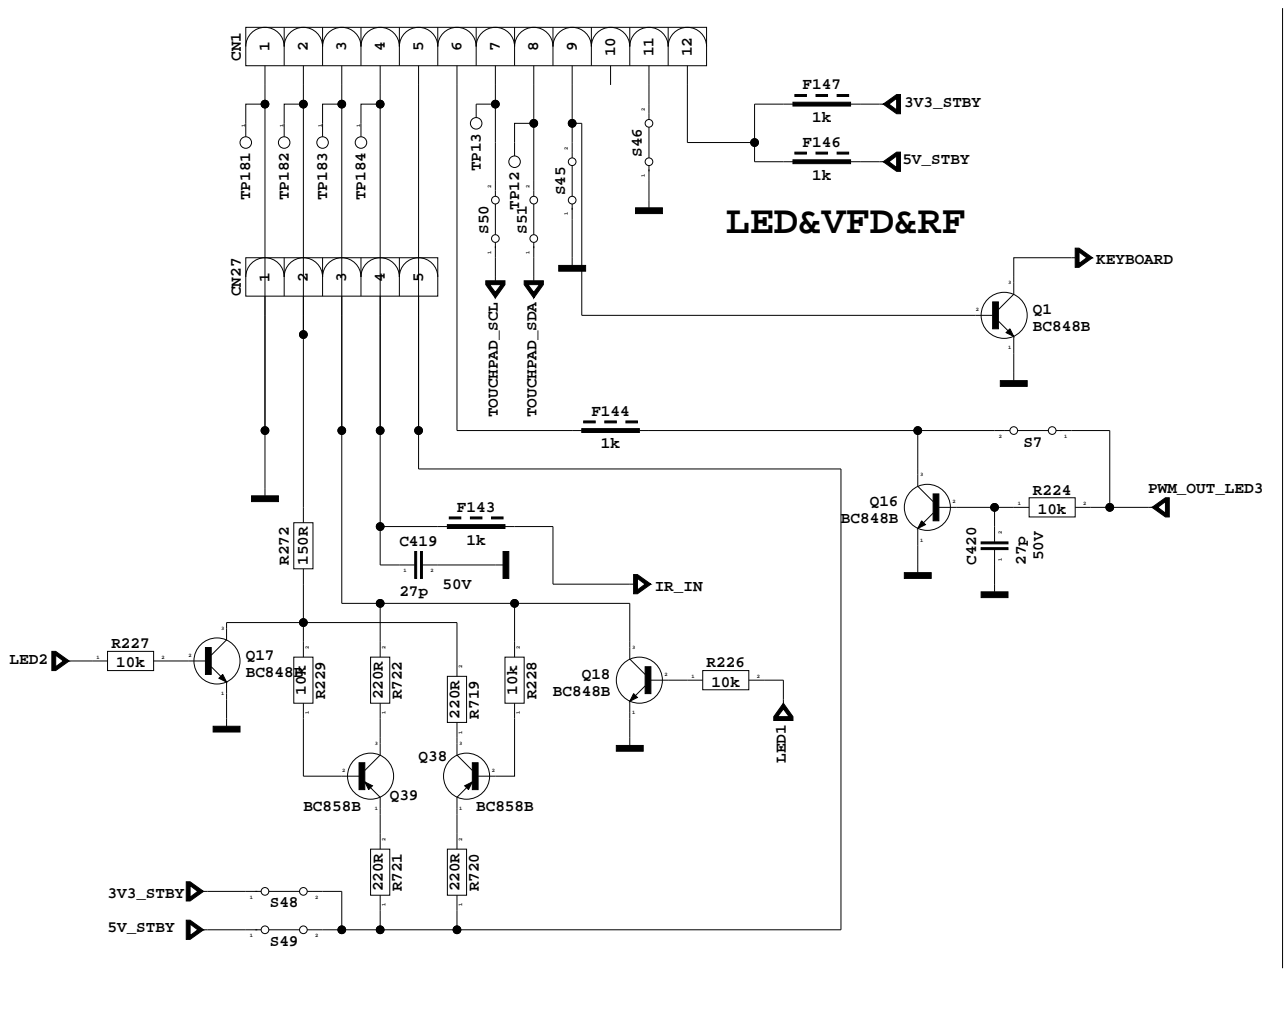 CN1
1 2 3 4 5 6 7 8 9 10 11 12
F147
3V3_STBY
1k
F146
5V_STBY
1k
TP181
TP182
TP183
TP184
TP13
TP12
S45
S46
S50
S51
LED&VFD&RF
CN27
1 2 3 4 5
TOUCHPAD_SCL
TOUCHPAD_SDA
KEYBOARD
Q1
BC848B
F144
1k
S7
PWM_OUT_LED3
R224
10k
Q16
BC848B
C420
27p
50V
F143
1k
C419
27p
50V
IR_IN
R272
150R
LED2
R227
10k
Q17
BC848B
10k
R229
220R
R722
220R
R719
10k
R228
Q18
BC848B
R226
10k
LED1
Q38
BC858B
Q39
BC858B
220R
R721
220R
R720
3V3_STBY
S48
5V_STBY
S49